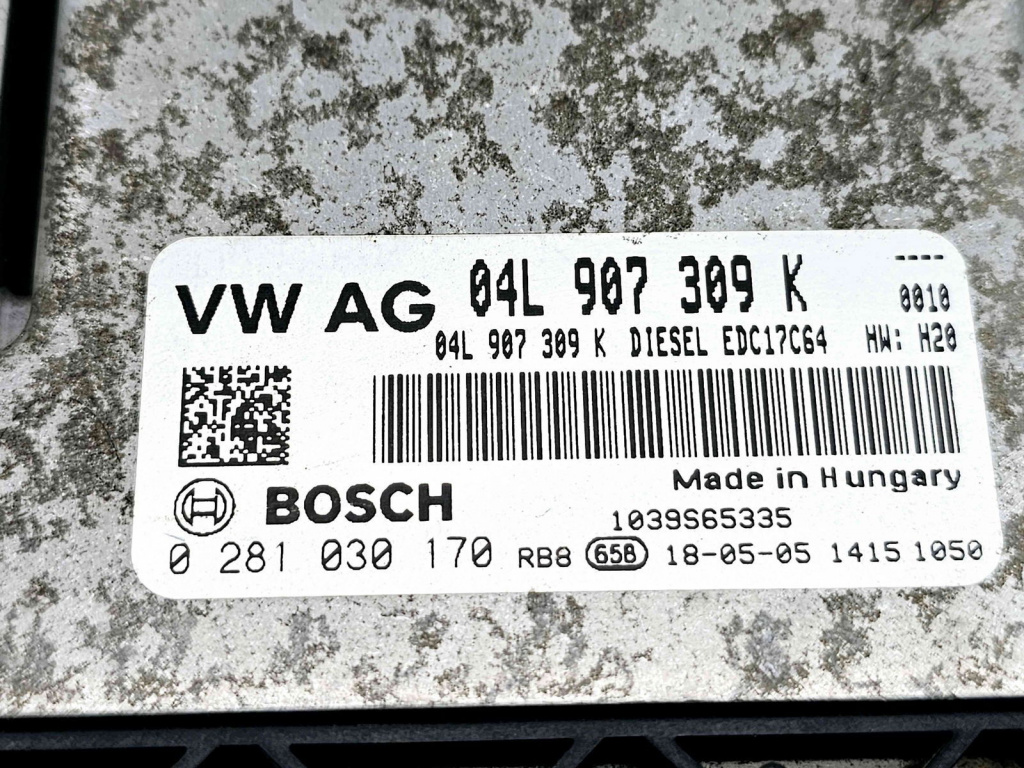 VW AG 04L 907 309 K ----
0010
04L 907 309 K DIESEL EDC17C64 HW: H20
Made in Hungary
BOSCH
1039S65335
0 281 030 170 RB8 658 18-05-05 1415 1050